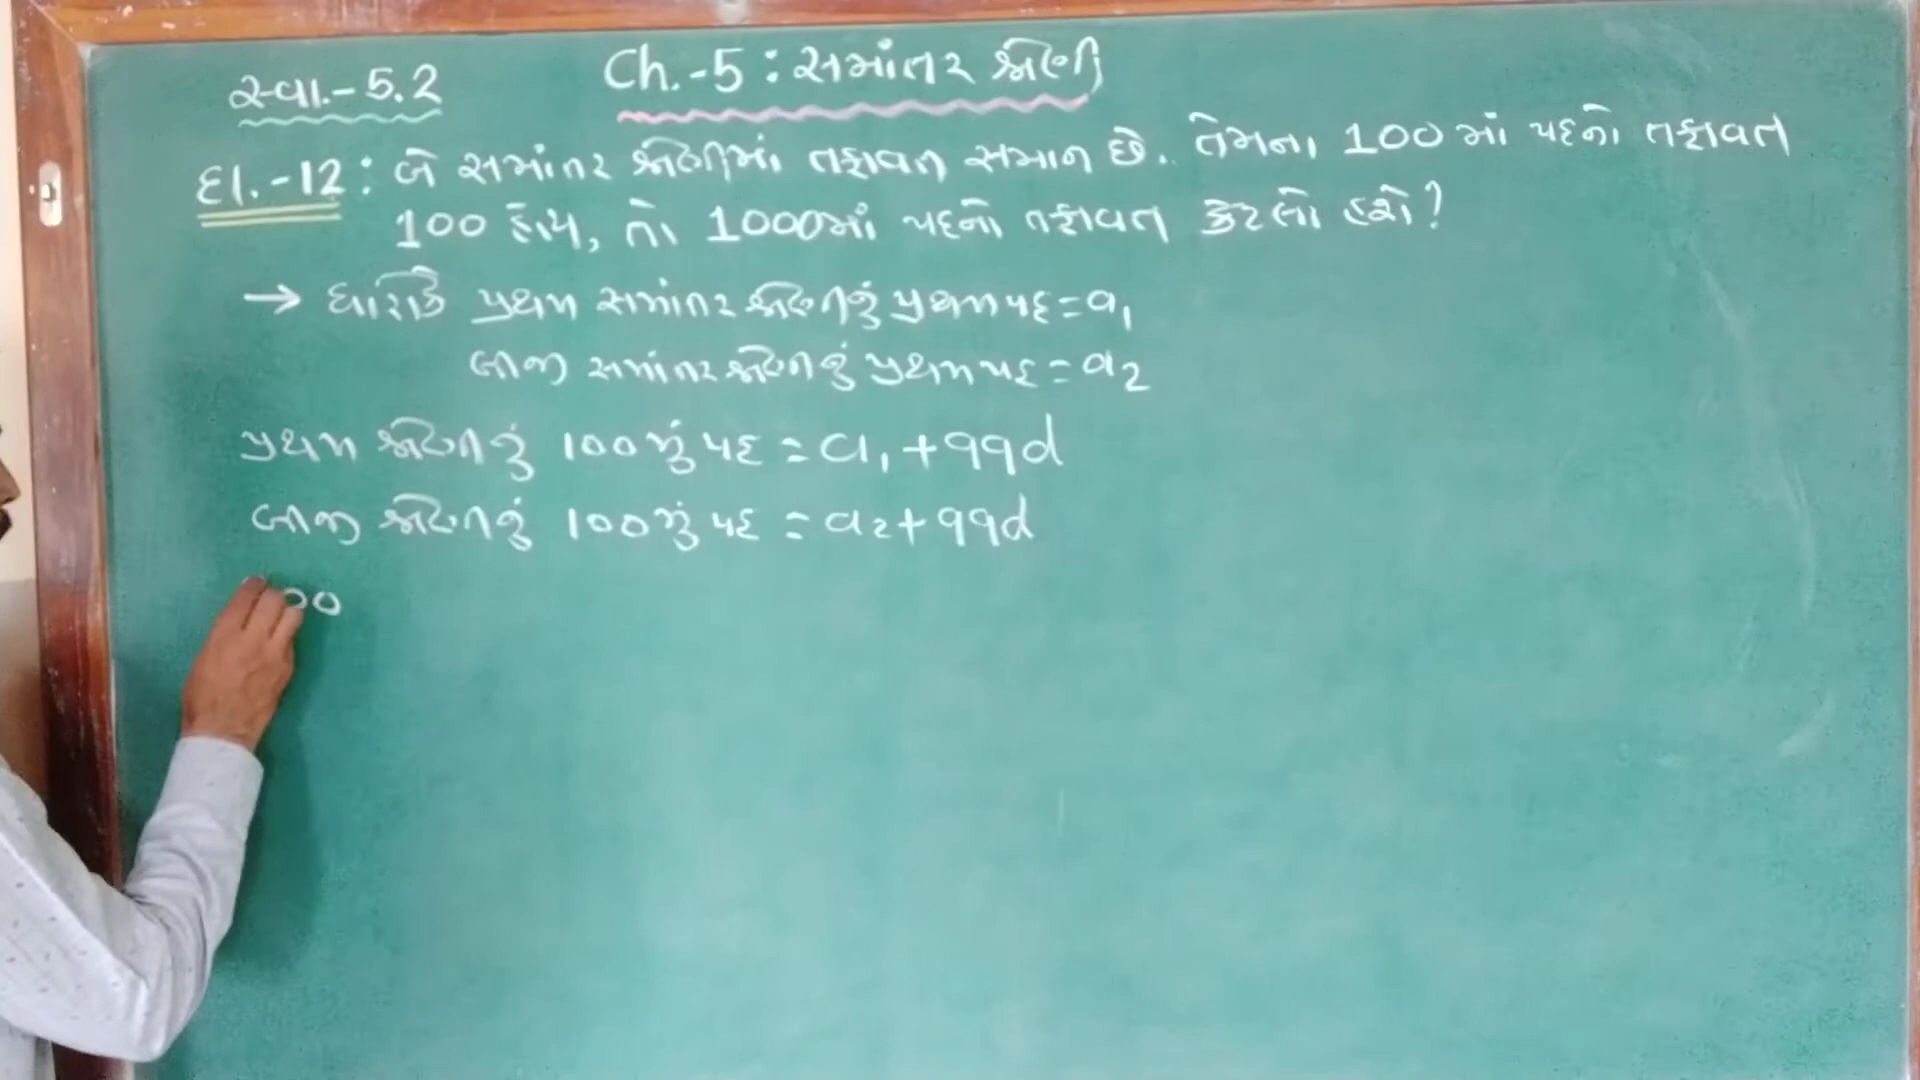 સ્વા.-5.2
Ch.-5 : સમાંતર શ્રેણી
દા.-12 : બે સમાંતર શ્રેણીમાં તફાવત સમાન છે. તેમના 100 માં પદનો તફાવત
100 હોય, તો 1000માં પદનો તફાવત કેટલો હશે?
→ ધારોકે પ્રથમ સમાંતર શ્રેણીનું પ્રથમ પદ = a₁
બીજી સમાંતર શ્રેણીનું પ્રથમ પદ = a₂
પ્રથમ શ્રેણીનું 100 મું પદ = a₁ + 99d
બીજી શ્રેણીનું 100 મું પદ = a₂ + 99d
00